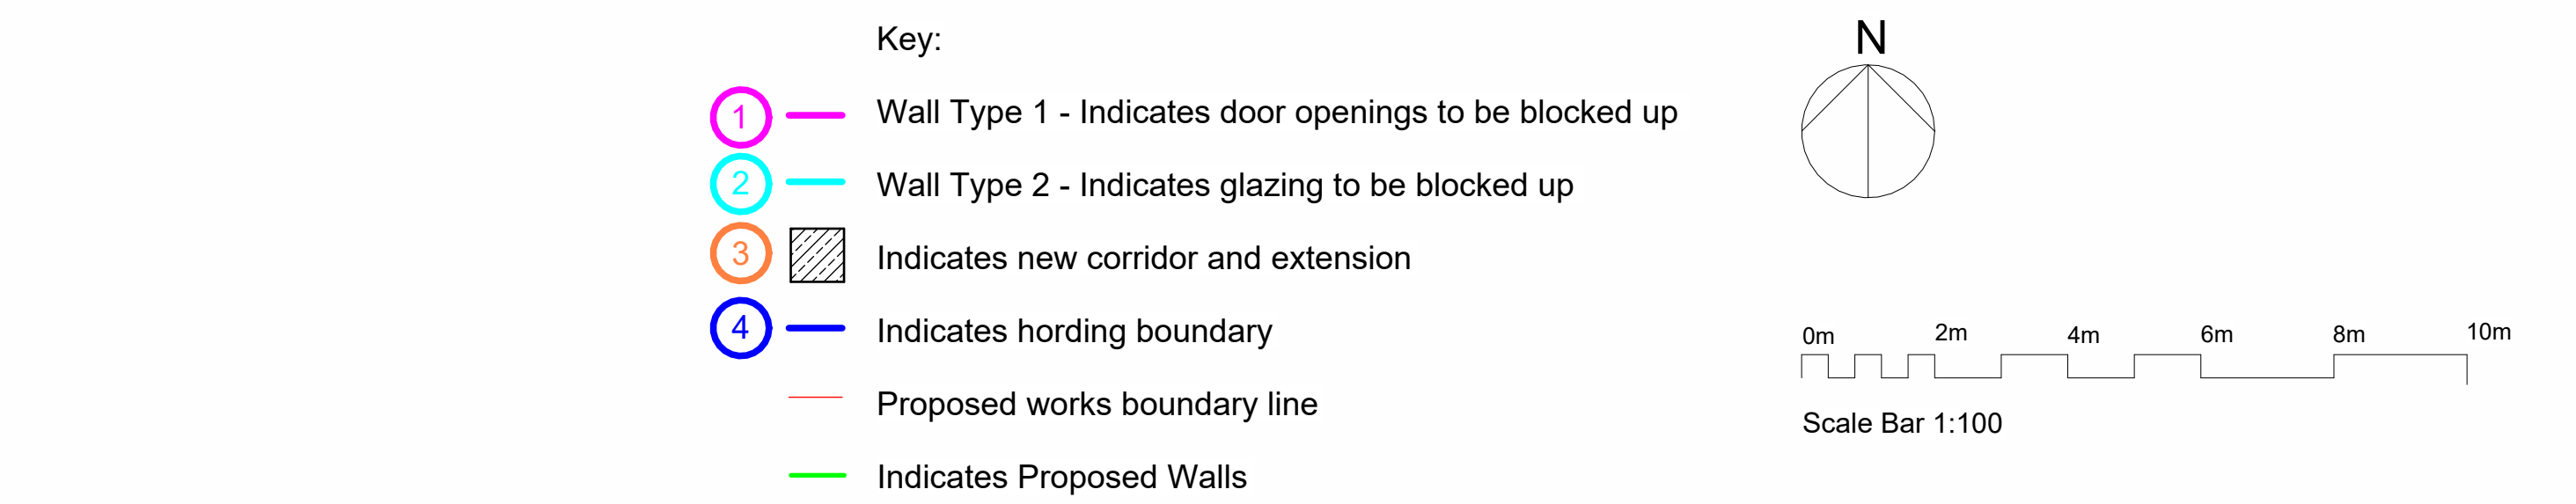 Key:
1 Wall Type 1 - Indicates door openings to be blocked up
2 Wall Type 2 - Indicates glazing to be blocked up
3 Indicates new corridor and extension
4 Indicates hording boundary
Proposed works boundary line
Indicates Proposed Walls
N
0m 2m 4m 6m 8m 10m
Scale Bar 1:100